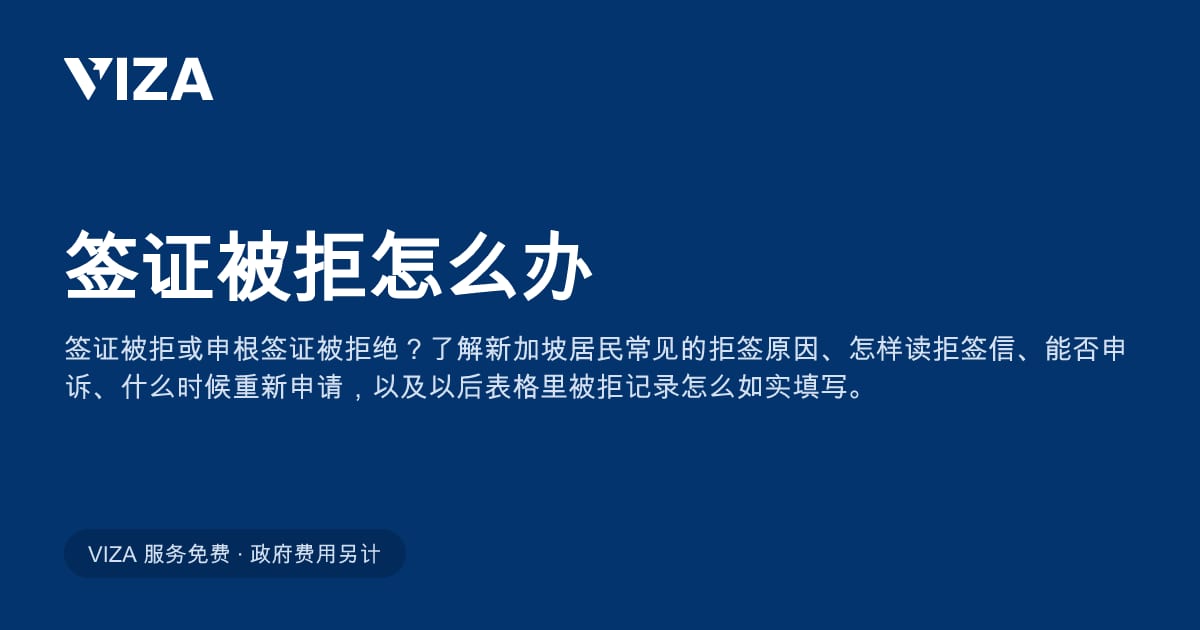 VIZA
签证被拒怎么办
签证被拒或申根签证被拒绝？了解新加坡居民常见的拒签原因、怎样读拒签信、能否申
诉、什么时候重新申请，以及以后表格里被拒记录怎么如实填写。
VIZA 服务免费 · 政府费用另计